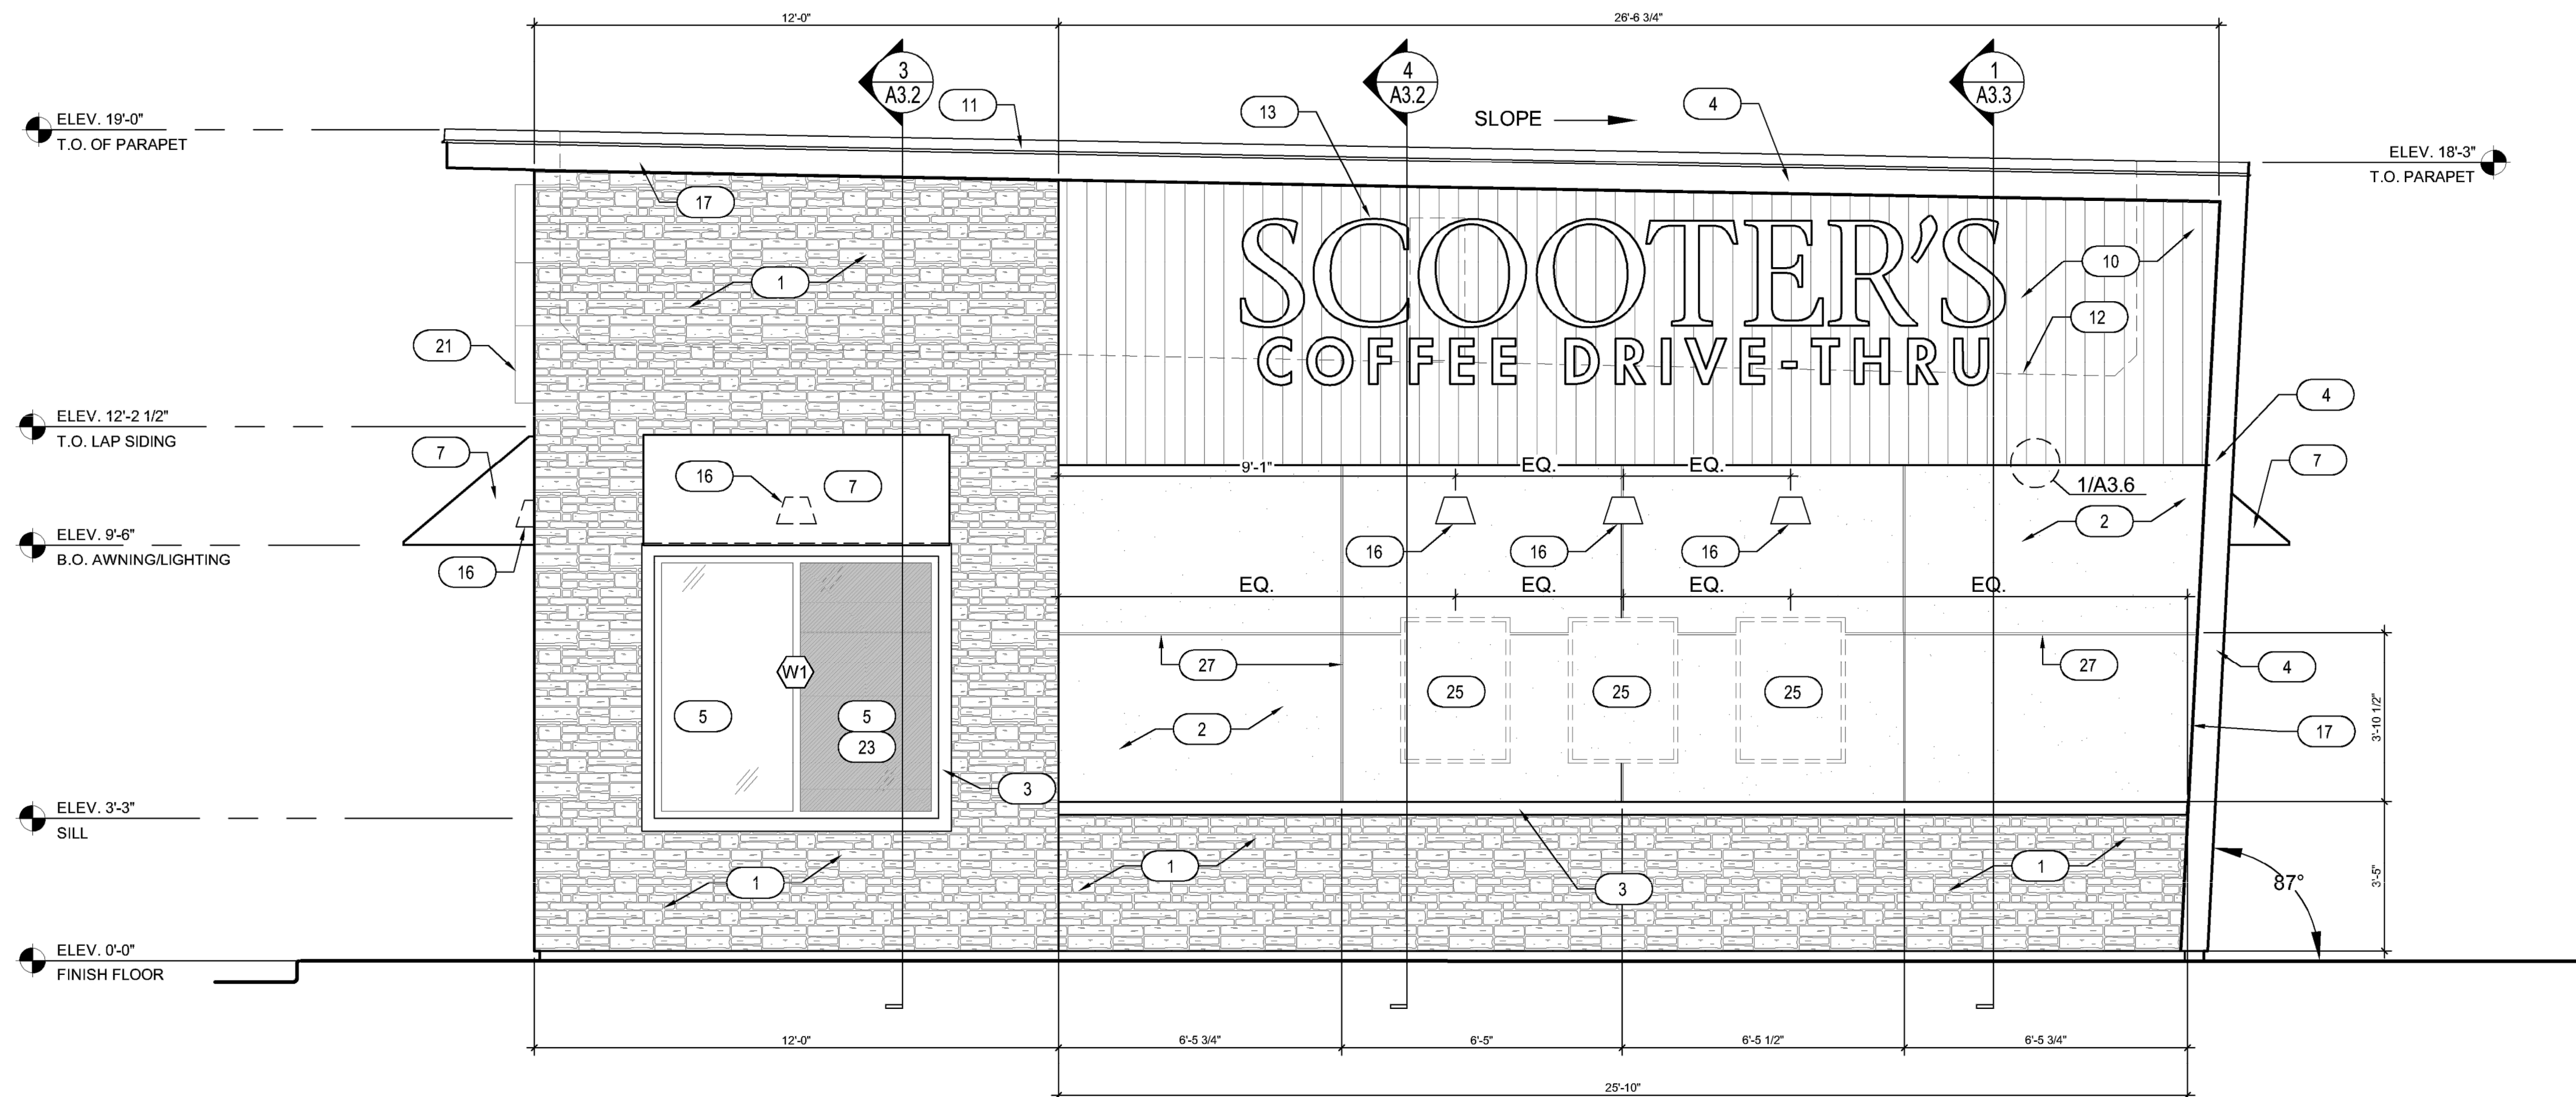 12'-0"
26'-6 3/4"
3
A3.2
4
A3.2
1
A3.3
11
13
SLOPE
4
ELEV. 19'-0"
T.O. OF PARAPET
ELEV. 18'-3"
T.O. PARAPET
17
SCOOTER'S
COFFEE DRIVE-THRU
1
10
12
21
4
ELEV. 12'-2 1/2"
T.O. LAP SIDING
7
16
7
9'-1"
EQ.
EQ.
7
1/A3.6
2
ELEV. 9'-6"
B.O. AWNING/LIGHTING
16
16
16
16
EQ.
EQ.
EQ.
EQ.
27
27
4
W1
25
25
25
5
5
23
2
17
3'-10 1/2"
3
ELEV. 3'-3"
SILL
1
1
3
1
3'-5"
87°
ELEV. 0'-0"
FINISH FLOOR
12'-0"
6'-5 3/4"
6'-5"
6'-5 1/2"
6'-5 3/4"
25'-10"